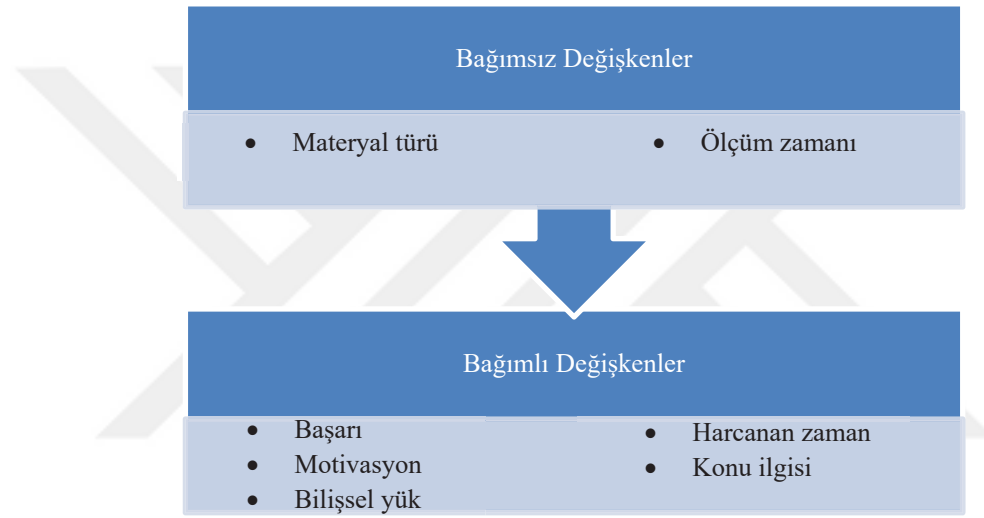 Bağımsız Değişkenler
• Materyal türü
• Ölçüm zamanı
Bağımlı Değişkenler
• Başarı
• Motivasyon
• Bilişsel yük
• Harcanan zaman
• Konu ilgisi